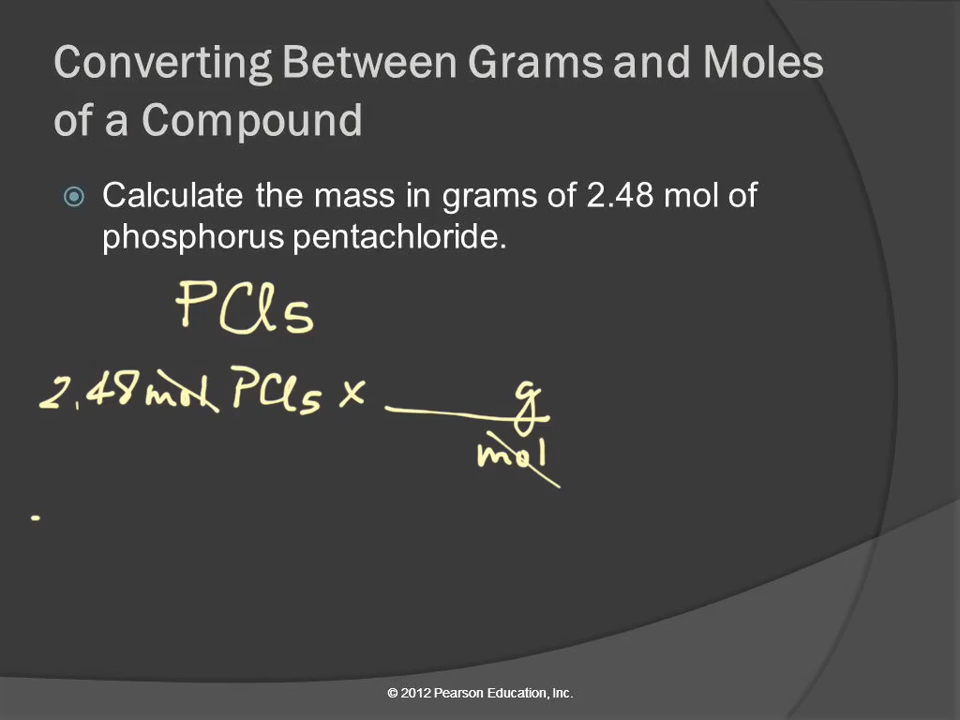 Converting Between Grams and Moles
of a Compound
Calculate the mass in grams of 2.48 mol of
phosphorus pentachloride.
PCl5
2.48 mol PCl5 x ____ g
mol
© 2012 Pearson Education, Inc.